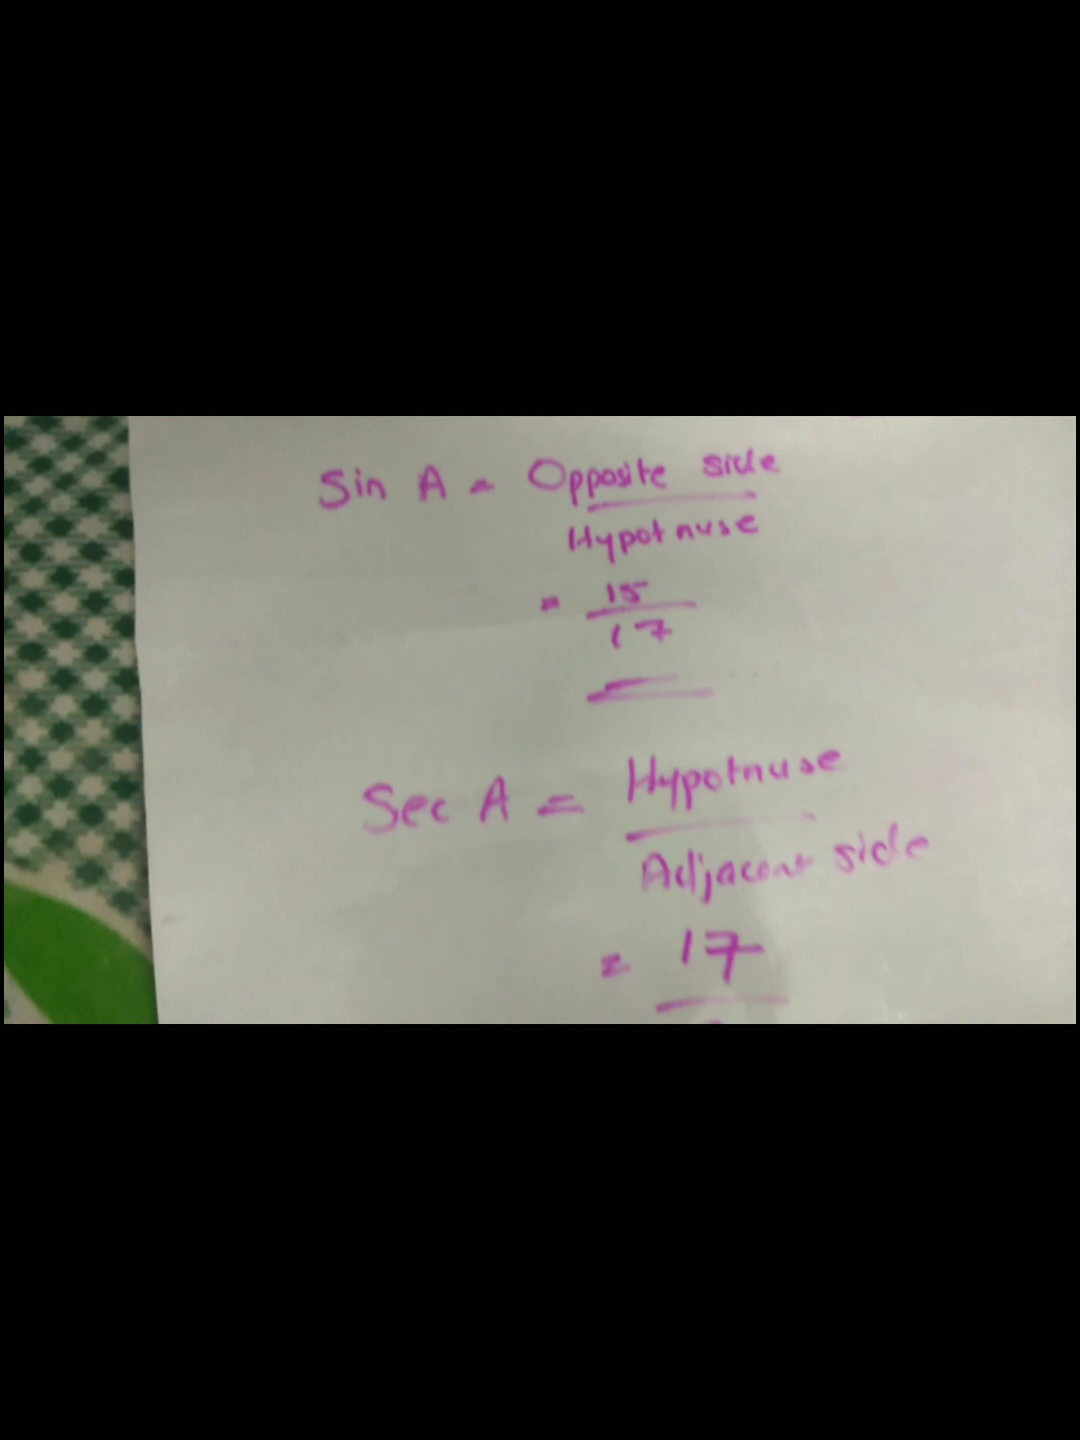 Sin A = Opposite side
Hypotnuse
= 15
17
Sec A = Hypotnuse
Adjacent side
= 17